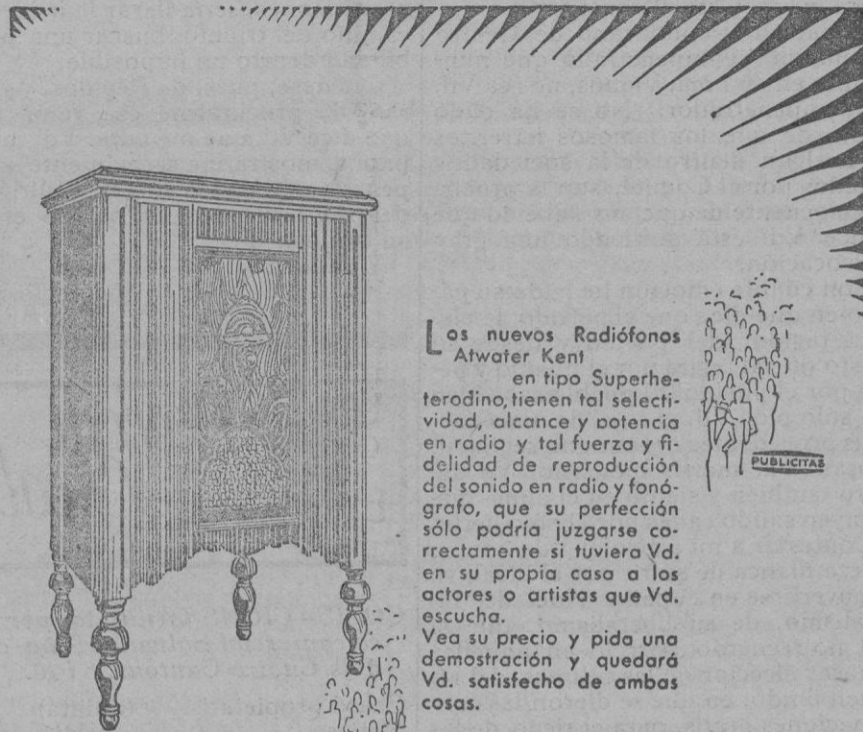 Los nuevos Radiófonos
Atwater Kent
en tipo Superhe-
terodino, tienen tal selecti-
vidad, alcance y potencia
en radio y tal fuerza y fi-
delidad de reproducción
del sonido en radio y fonó-
grafo, que su perfección
sólo podría juzgarse co-
rrectamente si tuviera Vd.
en su propia casa a los
actores o artistas que Vd.
escucha.
Vea su precio y pida una
demostración y quedará
Vd. satisfecho de ambas
cosas.
PUBLICITAS